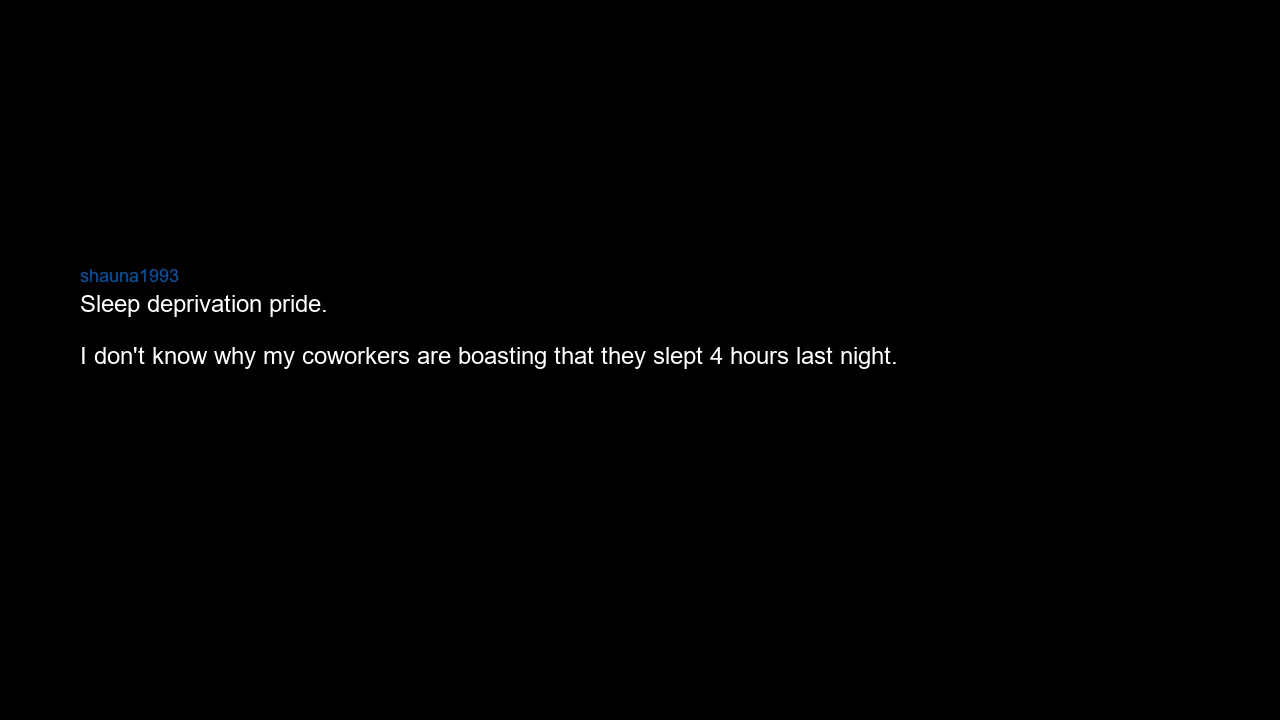 shauna1993
Sleep deprivation pride.
I don't know why my coworkers are boasting that they slept 4 hours last night.